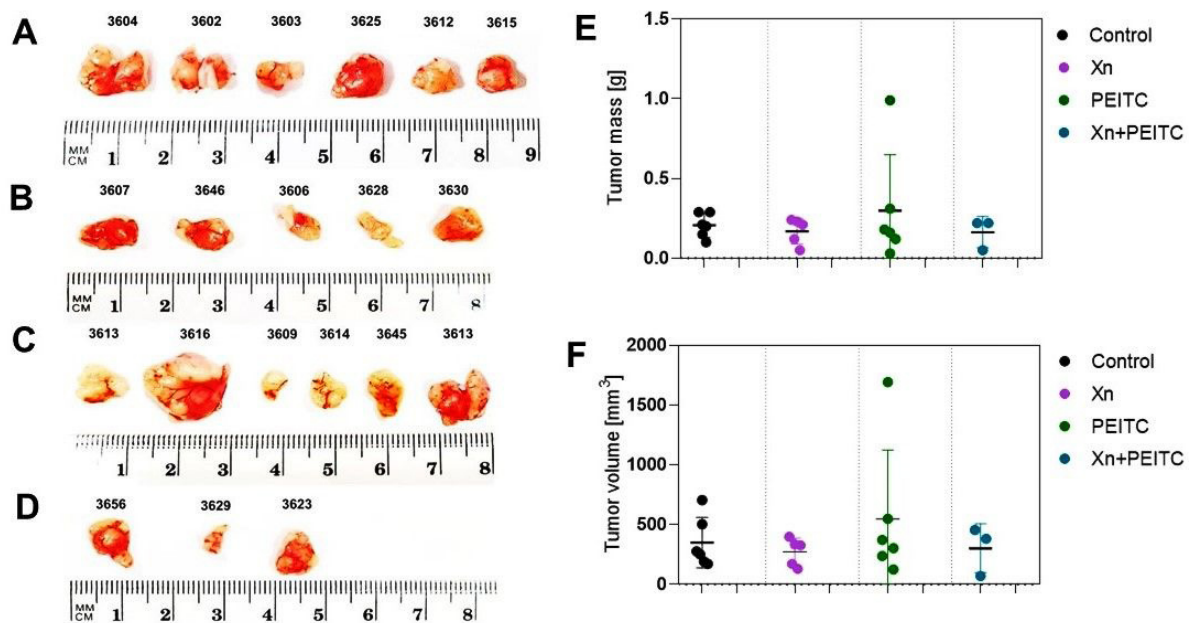 A
3604 3602 3603 3625 3612 3615
MM
CM 1 2 3 4 5 6 7 8 9
B
3607 3646 3606 3628 3630
MM
CM 1 2 3 4 5 6 7 8
C
3613 3616 3609 3614 3645 3613
1 2 3 4 5 6 7 8
D
3656 3629 3623
MM
CM 1 2 3 4 5 6 7 8
E
Tumor mass [g]
1.5
1.0
0.5
0.0
Control
Xn
PEITC
Xn+PEITC
F
Tumor volume [mm³]
2000
1500
1000
500
0
Control
Xn
PEITC
Xn+PEITC